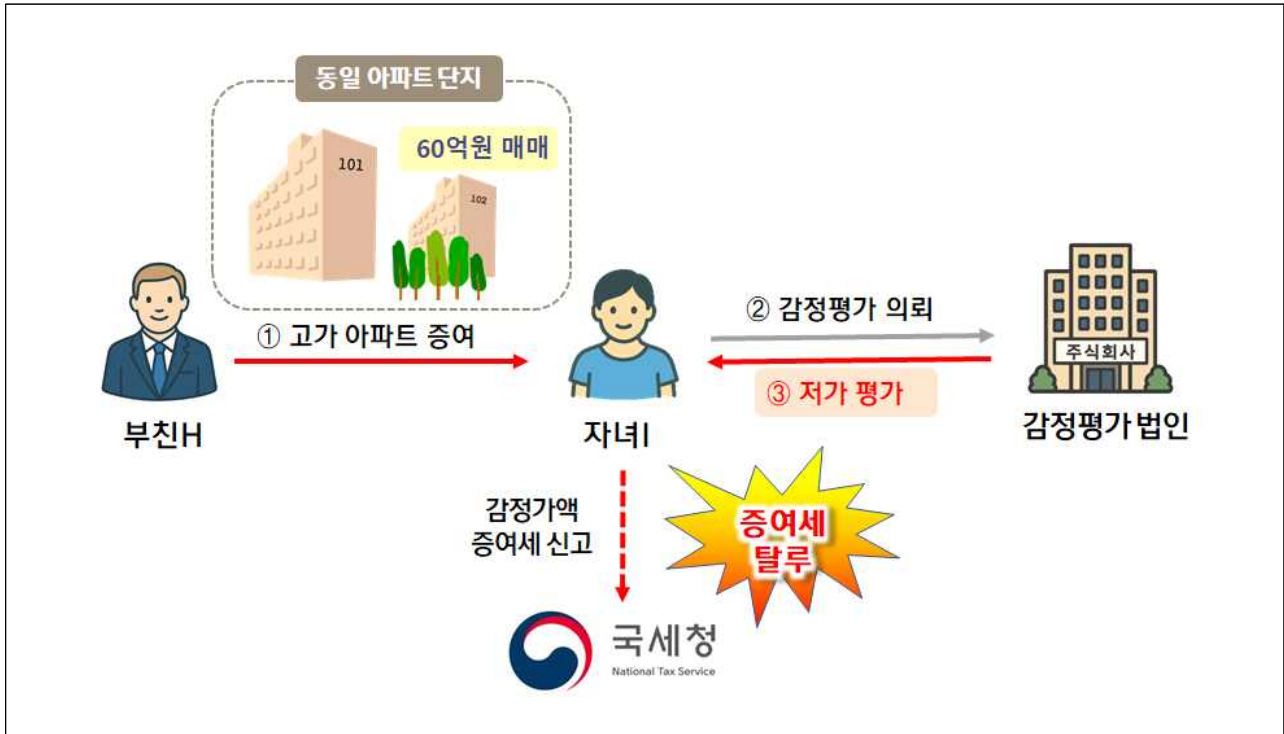 동일 아파트 단지
60억원 매매
101
102
① 고가 아파트 증여
② 감정평가 의뢰
③ 저가 평가
주식회사
부친H
자녀I
감정평가 법인
감정가액
증여세 신고
증여세
탈루
국세청
National Tax Service